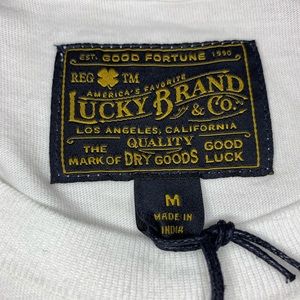 EST. GOOD FORTUNE 1990
REG TM
AMERICA'S FAVORITE
LUCKY BRAND
& Co.
LOS ANGELES, CALIFORNIA
THE QUALITY GOOD
MARK OF DRY GOODS LUCK
M
MADE IN
INDIA